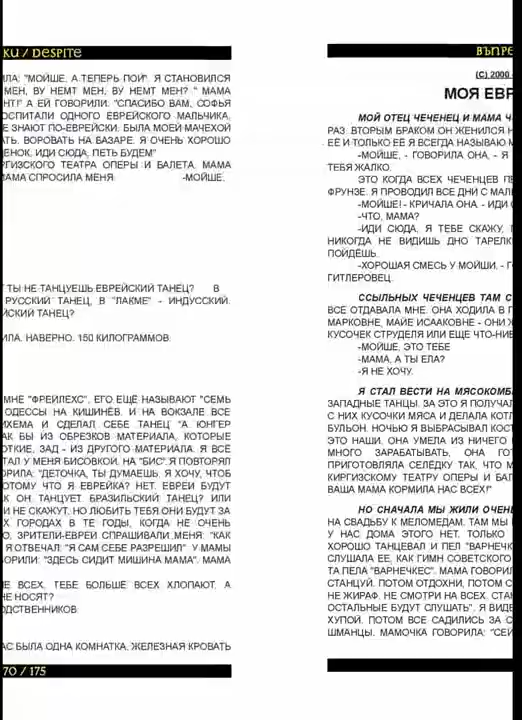 КИ / DESPITE
ИЛА: "МОЙШЕ, А ТЕПЕРЬ ПОЙ". Я СТАНОВИЛСЯ
МЕН, ВУ НЕМТ МЕН, ВУ НЕМТ МЕН? " МАМА
НТ!" А ЕЙ ГОВОРИЛИ: "СПАСИБО ВАМ, СОФЬЯ
ОСПИТАЛИ ОДНОГО ЕВРЕЙСКОГО МАЛЬЧИКА,
Е ЗНАЮТ ПО-ЕВРЕЙСКИ. БЫЛА МОЕЙ МАЧЕХОЙ
АТЬ, ВОРОВАТЬ НА БАЗАРЕ. Я ОЧЕНЬ ХОРОШО
ЕНОК, ИДИ СЮДА, ПЕТЬ БУДЕМ"
РГИЗСКОГО ТЕАТРА ОПЕРЫ И БАЛЕТА. МАМА
МАМА СПРОСИЛА МЕНЯ: -МОЙШЕ,
ТЫ НЕ ТАНЦУЕШЬ ЕВРЕЙСКИЙ ТАНЕЦ? В
РУССКИЙ ТАНЕЦ, В "ЛАКМЕ" - ИНДУССКИЙ.
ЙСКИЙ ТАНЕЦ?
ИЛА, НАВЕРНО, 150 КИЛОГРАММОВ.
МНЕ "ФРЕЙЛЕХС", ЕГО ЕЩЁ НАЗЫВАЮТ "СЕМЬ
ОДЕССЫ НА КИШИНЁВ. И НА ВОКЗАЛЕ ВСЕ
ИХЕМА И СДЕЛАЛ СЕБЕ ТАНЕЦ "А ЮНГЕР
АК БЫ ИЗ ОБРЕЗКОВ МАТЕРИАЛА, КОТОРЫЕ
ОТКИЕ, ЗАД - ИЗ ДРУГОГО МАТЕРИАЛА. Я ВСЕ
ТАЛ У МЕНЯ БИСОВКОЙ. НА "БИС" Я ПОВТОРЯЛ
ОРИЛА: "ДЕТОЧКА, ТЫ ДУМАЕШЬ, Я ХОЧУ, ЧТОБ
ОТОМУ ЧТО Я ЕВРЕЙКА? НЕТ. ЕВРЕИ БУДУТ
К ОН ТАНЦУЕТ БРАЗИЛЬСКИЙ ТАНЕЦ? ИЛИ
И НЕ СКАЖУТ. НО ЛЮБИТЬ ТЕБЯ ОНИ БУДУТ ЗА
Х ГОРОДАХ В ТЕ ГОДЫ, КОГДА НЕ ОЧЕНЬ
О, ЗРИТЕЛИ-ЕВРЕИ СПРАШИВАЛИ МЕНЯ: "КАК
Я ОТВЕЧАЛ: "Я САМ СЕБЕ РАЗРЕШИЛ". У МАМЫ
ВОРИЛИ: "ЗДЕСЬ СИДИТ МИШИНА МАМА". МАМА
Е ВСЕХ, ТЕБЕ БОЛЬШЕ ВСЕХ ХЛОПАЮТ, А
НЕ НОСЯТ?
ОДСТВЕННИКОВ
АС БЫЛА ОДНА КОМНАТКА, ЖЕЛЕЗНАЯ КРОВАТЬ
70 / 175
ВЪПРЕ
(C) 2000
МОЯ ЕВР
МОЙ ОТЕЦ ЧЕЧЕНЕЦ И МАМА Ч
РАЗ. ВТОРЫМ БРАКОМ ОН ЖЕНИЛСЯ Н
ЕЁ И ТОЛЬКО ЕЁ Я ВСЕГДА НАЗЫВАЮ М
-МОЙШЕ, - ГОВОРИЛА ОНА, - Я
ТЕБЯ ЖАЛКО.
ЭТО КОГДА ВСЕХ ЧЕЧЕНЦЕВ ПЕ
ФРУНЗЕ. Я ПРОВОДИЛ ВСЕ ДНИ С МАЛ
-МОЙШЕ! - КРИЧАЛА ОНА, - ИДИ С
-ЧТО, МАМА?
-ИДИ СЮДА, Я ТЕБЕ СКАЖУ,
НИКОГДА НЕ ВИДИШЬ ДНО ТАРЕЛК
ПОЙДЁШЬ.
-ХОРОШАЯ СМЕСЬ У МОЙШИ, - Г
ГИТЛЕРОВЕЦ.
ССЫЛЬНЫХ ЧЕЧЕНЦЕВ ТАМ С
ВСЕ ОТДАВАЛА МНЕ. ОНА ХОДИЛА В Г
МАРКОВНЕ, МАЙЕ ИСААКОВНЕ - ОНИ Ж
КУСОЧЕК СТРУДЕЛЯ ИЛИ ЕЩЕ ЧТО-НИБ
-МОЙШЕ, ЭТО ТЕБЕ
-МАМА, А ТЫ ЕЛА?
-Я НЕ ХОЧУ.
Я СТАЛ ВЕСТИ НА МЯСОКОМБИ
ЗАПАДНЫЕ ТАНЦЫ. ЗА ЭТО Я ПОЛУЧАЛ
С НИХ КУСОЧКИ МЯСА И ДЕЛАЛА КОТЛ
БУЛЬОН. НОЧЬЮ Я ВЫБРАСЫВАЛ КОСТ
ЭТО НАШИ. ОНА УМЕЛА ИЗ НИЧЕГО
МНОГО ЗАРАБАТЫВАТЬ, ОНА ГОТ
ПРИГОТОВЛЯЛА СЕЛЁДКУ ТАК, ЧТО М
КИРГИЗСКОМУ ТЕАТРУ ОПЕРЫ И БАЛ
ВАША МАМА КОРМИЛА НАС ВСЕХ!"
НО СНАЧАЛА МЫ ЖИЛИ ОЧЕН
НА СВАДЬБУ К МЕЛОМЕДАМ, ТАМ МЫ
У НАС ДОМА ЭТОГО НЕТ, ТОЛЬКО
ХОРОШО ТАНЦЕВАЛ И ПЕЛ "ВАРНЕЧК
СЛУШАЛА ЕЕ, КАК ГИМН СОВЕТСКОГО
ТА ПЕЛА "ВАРНЕЧКЕС". МАМА ГОВОРИЛ
СТАНЦУЙ, ПОТОМ ОТДОХНИ, ПОТОМ С
НЕ ЖИРАФ. НЕ СМОТРИ НА ВСЕХ, СТАН
ОСТАЛЬНЫЕ БУДУТ СЛУШАТЬ". Я ВИДЕ
ХУПОЙ. ПОТОМ ВСЕ САДИЛИСЬ ЗА С
ШМАНЦЫ. МАМОЧКА ГОВОРИЛА: "СЕЙ